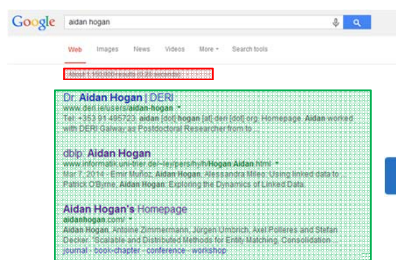 Google aidan hogan
Web Images News Videos More Search tools
About 1,150,000 results (0.28 seconds)
Dr. Aidan Hogan | DERI
www.deri.ie/users/aidan-hogan
Tel: +353 91 495723. aidan [dot] hogan [at] deri [dot] org; Homepage. Aidan worked
with DERI Galway as Postdoctoral Researcher from to ...
dblp: Aidan Hogan
www.informatik.uni-trier.de/~ley/pers/hy/h/Hogan:Aidan.html
Mar 7, 2014 - Emir Muñoz, Aidan Hogan, Alessandra Mileo: Using linked data to ...
Patrick O'Byrne, Aidan Hogan: Exploring the Dynamics of Linked Data.
Aidan Hogan's Homepage
aidanhogan.com/
Aidan Hogan, Antoine Zimmermann, Jürgen Umbrich, Axel Polleres and Stefan
Decker. "Scalable and Distributed Methods for Entity Matching, Consolidation ...
journal - book-chapter - conference - workshop